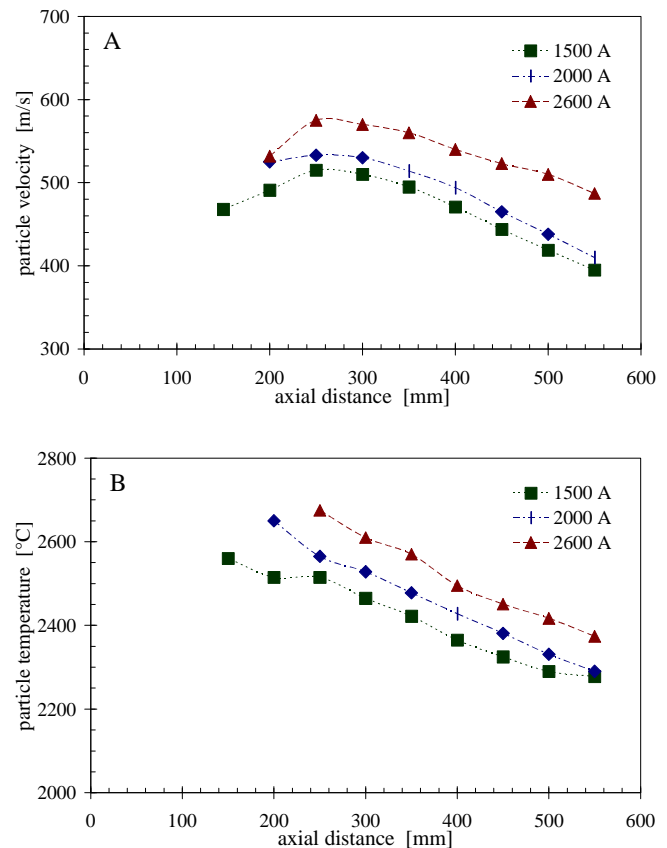 A
700
600
500
400
300
particle velocity [m/s]
1500 A
2000 A
2600 A
0 100 200 300 400 500 600
axial distance [mm]
B
2800
2600
2400
2200
2000
particle temperature [°C]
1500 A
2000 A
2600 A
0 100 200 300 400 500 600
axial distance [mm]